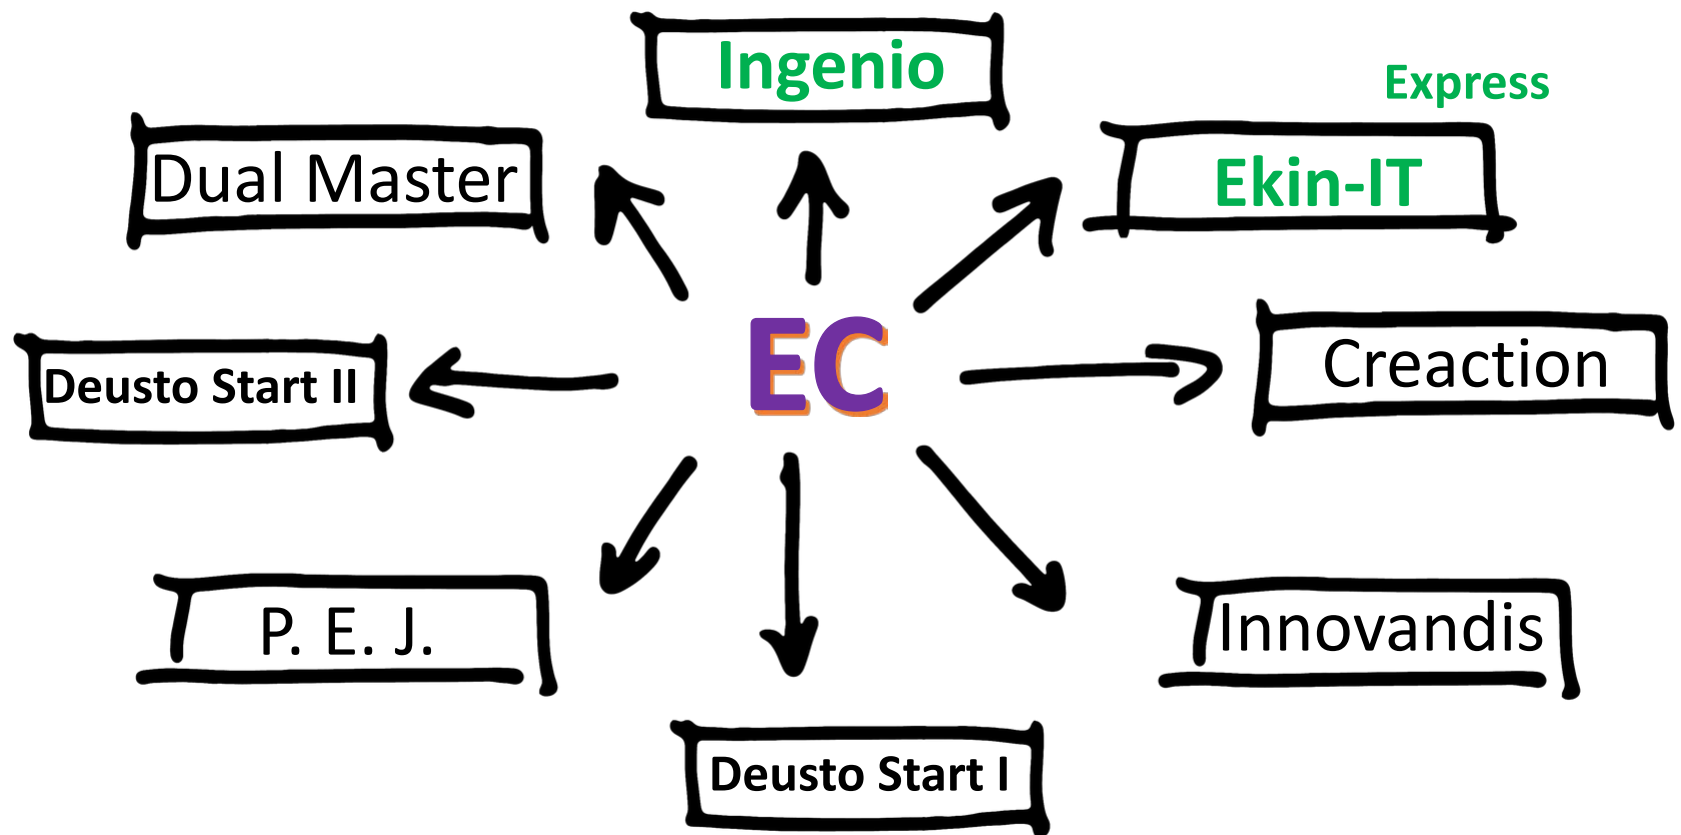 Ingenio
Express
Dual Master
Ekin-IT
EC
Creaction
Deusto Start II
P. E. J.
Innovandis
Deusto Start I